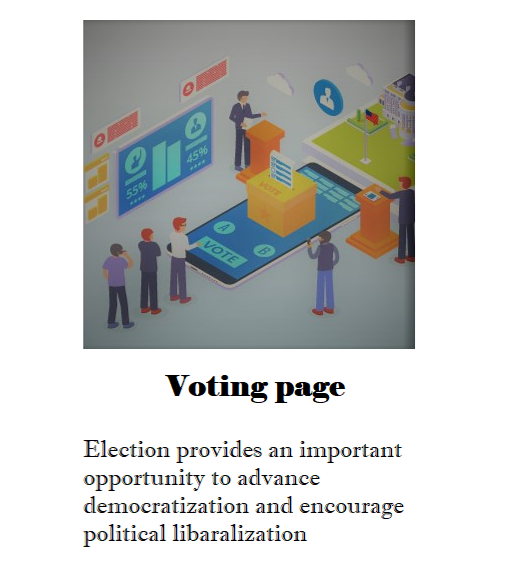 55%
45%
VOTE
A
B
VOTE
Voting page
Election provides an important
opportunity to advance
democratization and encourage
political libaralization